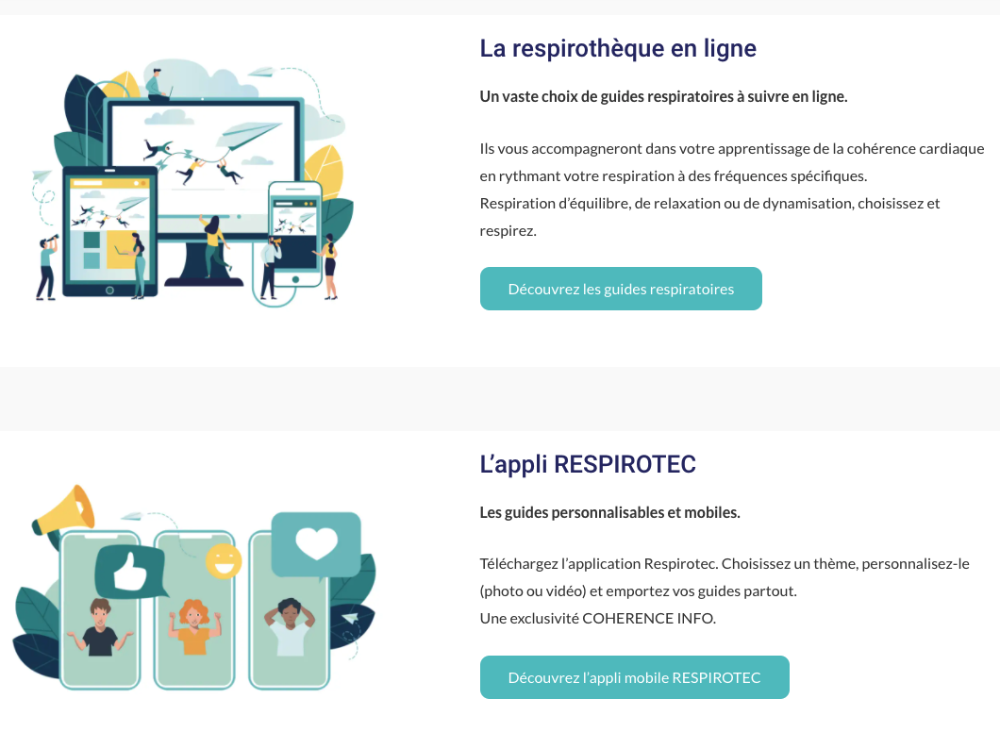 La respirothèque en ligne
Un vaste choix de guides respiratoires à suivre en ligne.
Ils vous accompagneront dans votre apprentissage de la cohérence cardiaque
en rythmant votre respiration à des fréquences spécifiques.
Respiration d’équilibre, de relaxation ou de dynamisation, choisissez et
respirez.
Découvrez les guides respiratoires
L’appli RESPIROTEC
Les guides personnalisables et mobiles.
Téléchargez l’application Respirotec. Choisissez un thème, personnalisez-le
(photo ou vidéo) et emportez vos guides partout.
Une exclusivité COHERENCE INFO.
Découvrez l’appli mobile RESPIROTEC